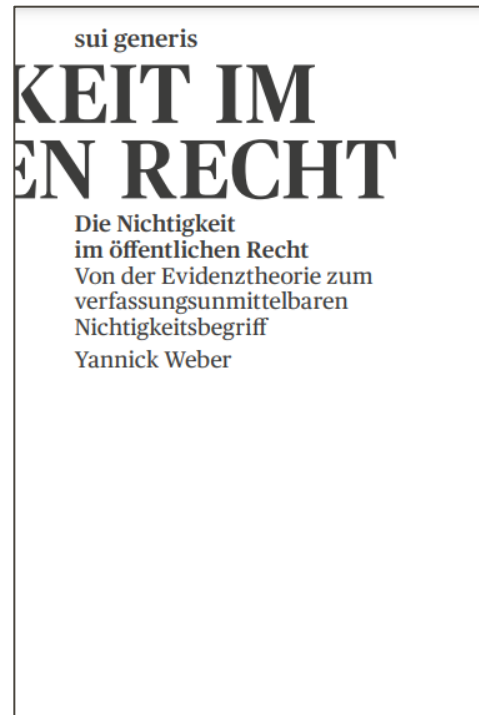 sui generis
KEIT IM
EN RECHT
Die Nichtigkeit
im öffentlichen Recht
Von der Evidenztheorie zum
verfassungsunmittelbaren
Nichtigkeitsbegriff
Yannick Weber